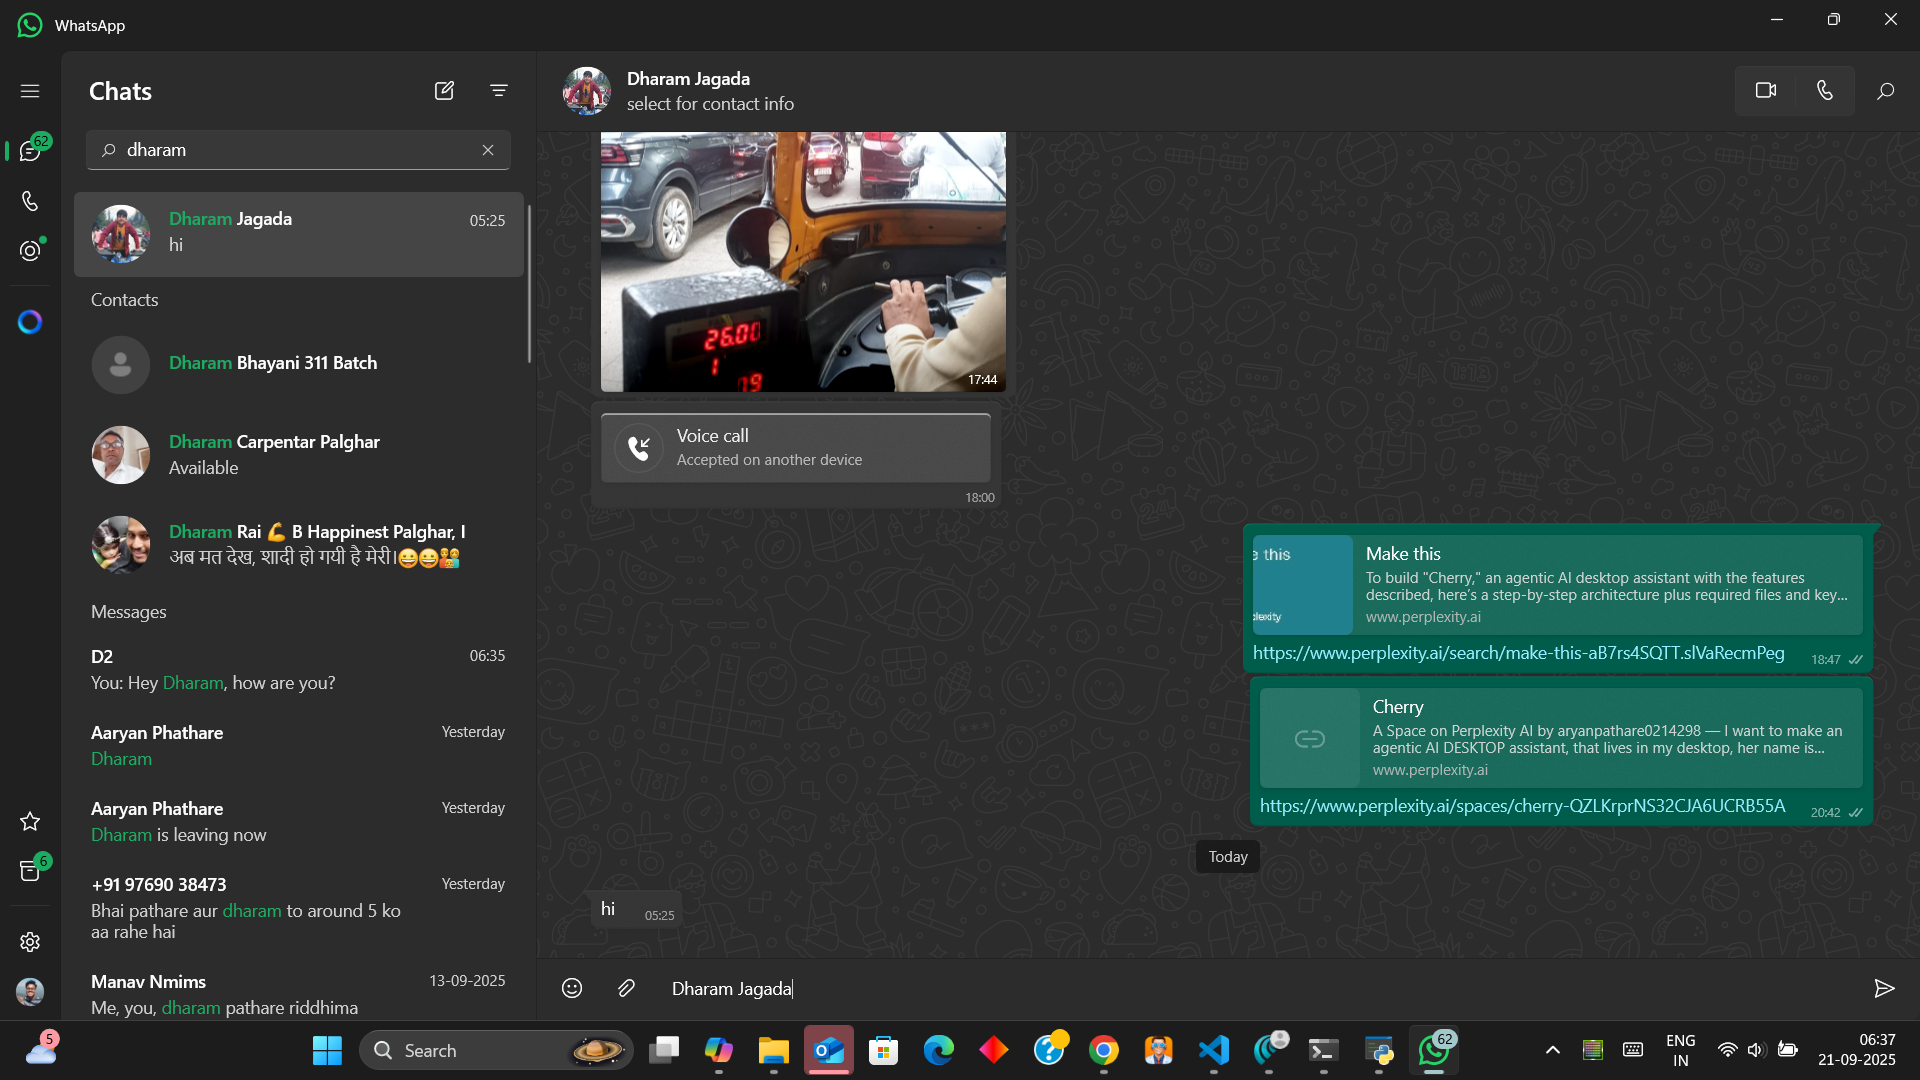 WhatsApp
Chats
62
dharam
Dharam Jagada
05:25
hi
Contacts
Dharam Bhayani 311 Batch
Dharam Carpentar Palghar
Available
Dharam Rai 💪 B Happinest Palghar, I
अब मत देख, शादी हो गयी है मेरी।😀😀👫
Messages
D2
06:35
You: Hey Dharam, how are you?
Aaryan Phathare
Yesterday
Dharam
Aaryan Phathare
Yesterday
Dharam is leaving now
+91 97690 38473
Yesterday
Bhai pathare aur dharam to around 5 ko
aa rahe hai
Manav Nmims
13-09-2025
Me, you, dharam pathare riddhima
6
Dharam Jagada
select for contact info
26.00
1
17:44
Voice call
Accepted on another device
18:00
e this
plexity
Make this
To build "Cherry," an agentic AI desktop assistant with the features
described, here's a step-by-step architecture plus required files and key...
www.perplexity.ai
https://www.perplexity.ai/search/make-this-aB7rs4SQTT.slVaRecmPeg
18:47
Cherry
A Space on Perplexity AI by aryanpathare0214298 — I want to make an
agentic AI DESKTOP assistant, that lives in my desktop, her name is...
www.perplexity.ai
https://www.perplexity.ai/spaces/cherry-QZLKrprNS32CJA6UCRB55A
20:42
Today
hi
05:25
Dharam Jagada
5
Search
62
ENG
IN
06:37
21-09-2025